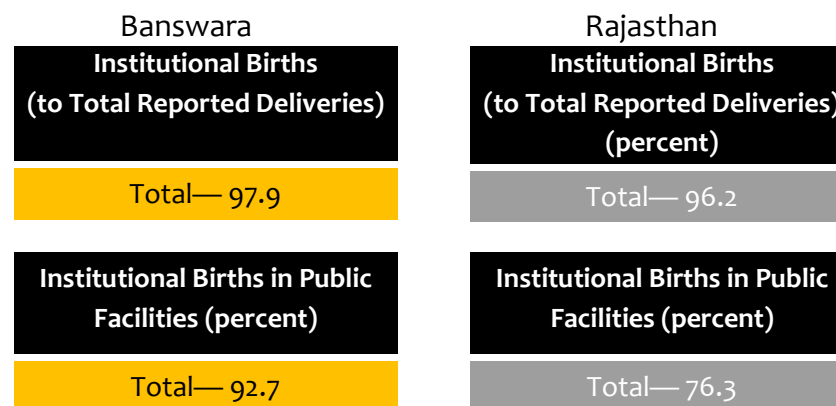 Banswara
Institutional Births
(to Total Reported Deliveries)
Total— 97.9
Institutional Births in Public
Facilities (percent)
Total— 92.7
Rajasthan
Institutional Births
(to Total Reported Deliveries)
(percent)
Total— 96.2
Institutional Births in Public
Facilities (percent)
Total— 76.3